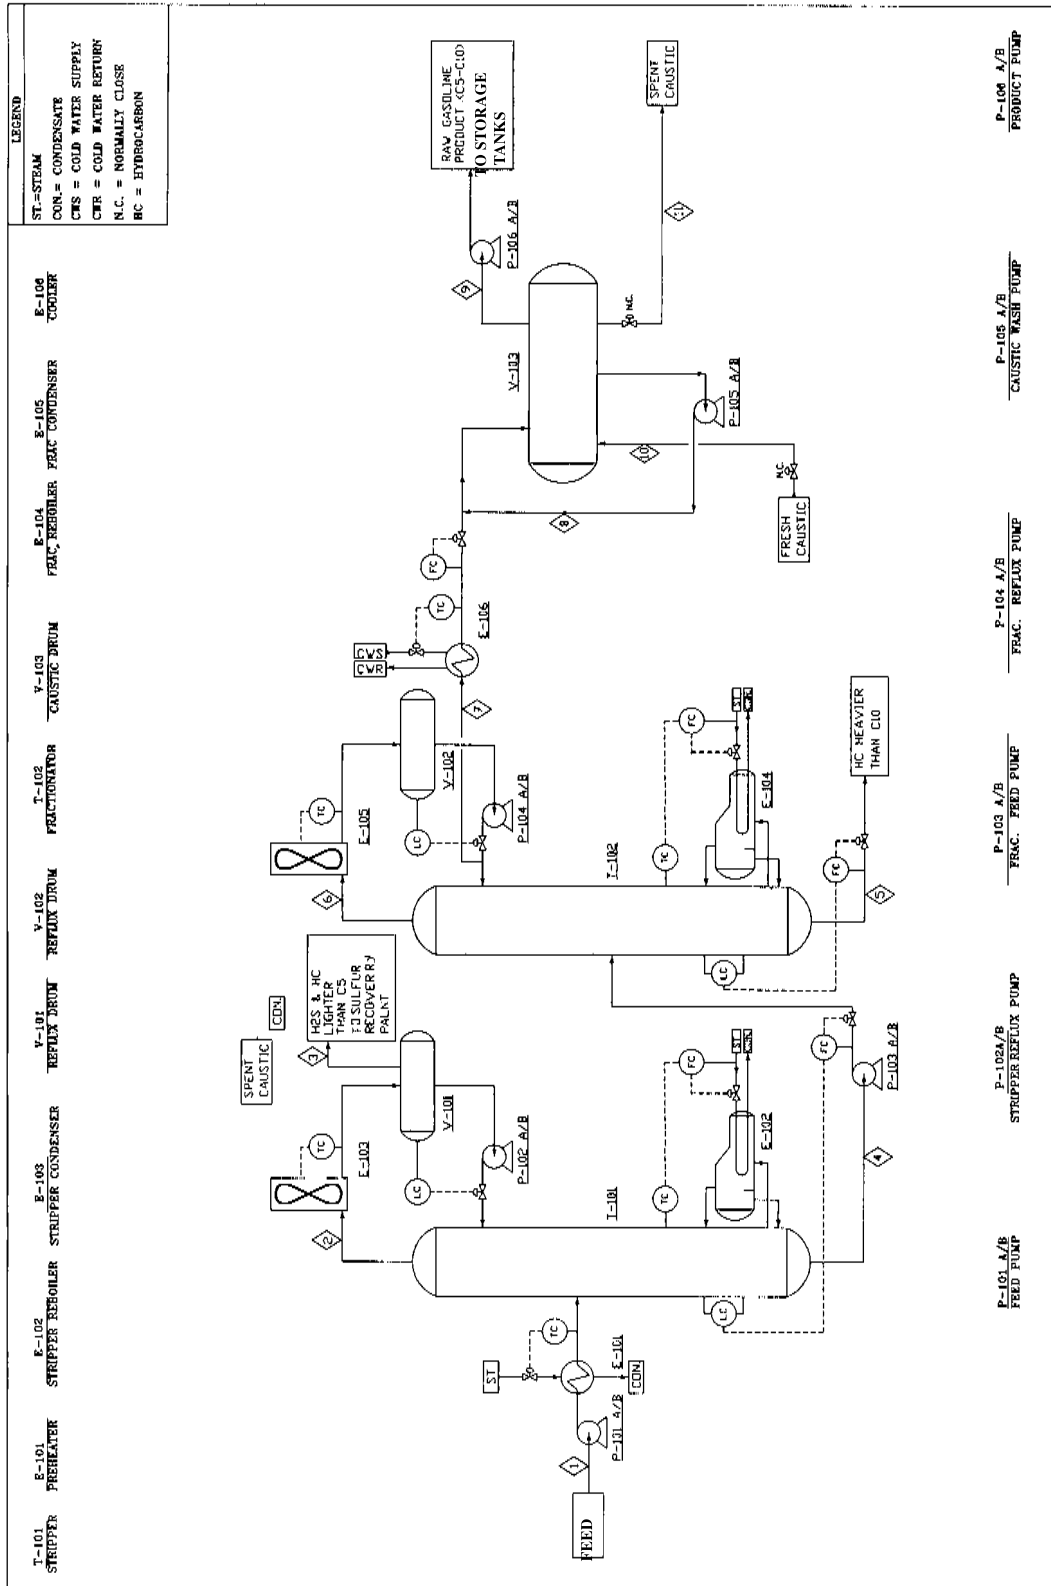 T-101
STRIPPER
E-101
PREHEATER
E-102
STRIPPER REBOILER
E-103
STRIPPER CONDENSER
V-101
REFLUX DRUM
V-102
REFLUX DRUM
T-102
FRACTIONATOR
V-103
CAUSTIC DRUM
E-104
FRAC, REBOILER
E-105
FRAC CONDENSER
E-106
COOLER
LEGEND
ST.=STEAM
CON.= CONDENSATE
CWS = COLD WATER SUPPLY
CWR = COLD WATER RETURN
N.C. = NORMALLY CLOSE
HC = HYDROCARBON
FEED
1
P-101 A/B
ST
TC
E-101
CON.
2
TC
E-103
SPENT
CAUSTIC
CON.
H2S & HC
LIGHTER
THAN C5
TO SULFUR
RECOVERRY
PALNT
3
V-101
LC
P-102 A/B
T-101
TC
FC
ST
E-102
LC
4
FC
P-103 A/B
6
TC
E-105
V-102
LC
P-104 A/B
7
T-102
TC
FC
ST
E-104
LC
FC
5
HC HEAVIER
THAN C10
CWR
CWS
E-106
TC
FC
8
FRESH
CAUSTIC
N.C.
10
V-103
P-105 A/B
N.C.
9
P-106 A/B
RAW GASOLINE
PRODUCT (C5-C10)
TO STORAGE
TANKS
11
SPENT
CAUSTIC
P-101 A/B
FEED PUMP
P-102A/B
STRIPPER REFLUX PUMP
P-103 A/B
FRAC. FEED PUMP
P-104 A/B
FRAC. REFLUX PUMP
P-105 A/B
CAUSTIC WASH PUMP
P-106 A/B
PRODUCT PUMP